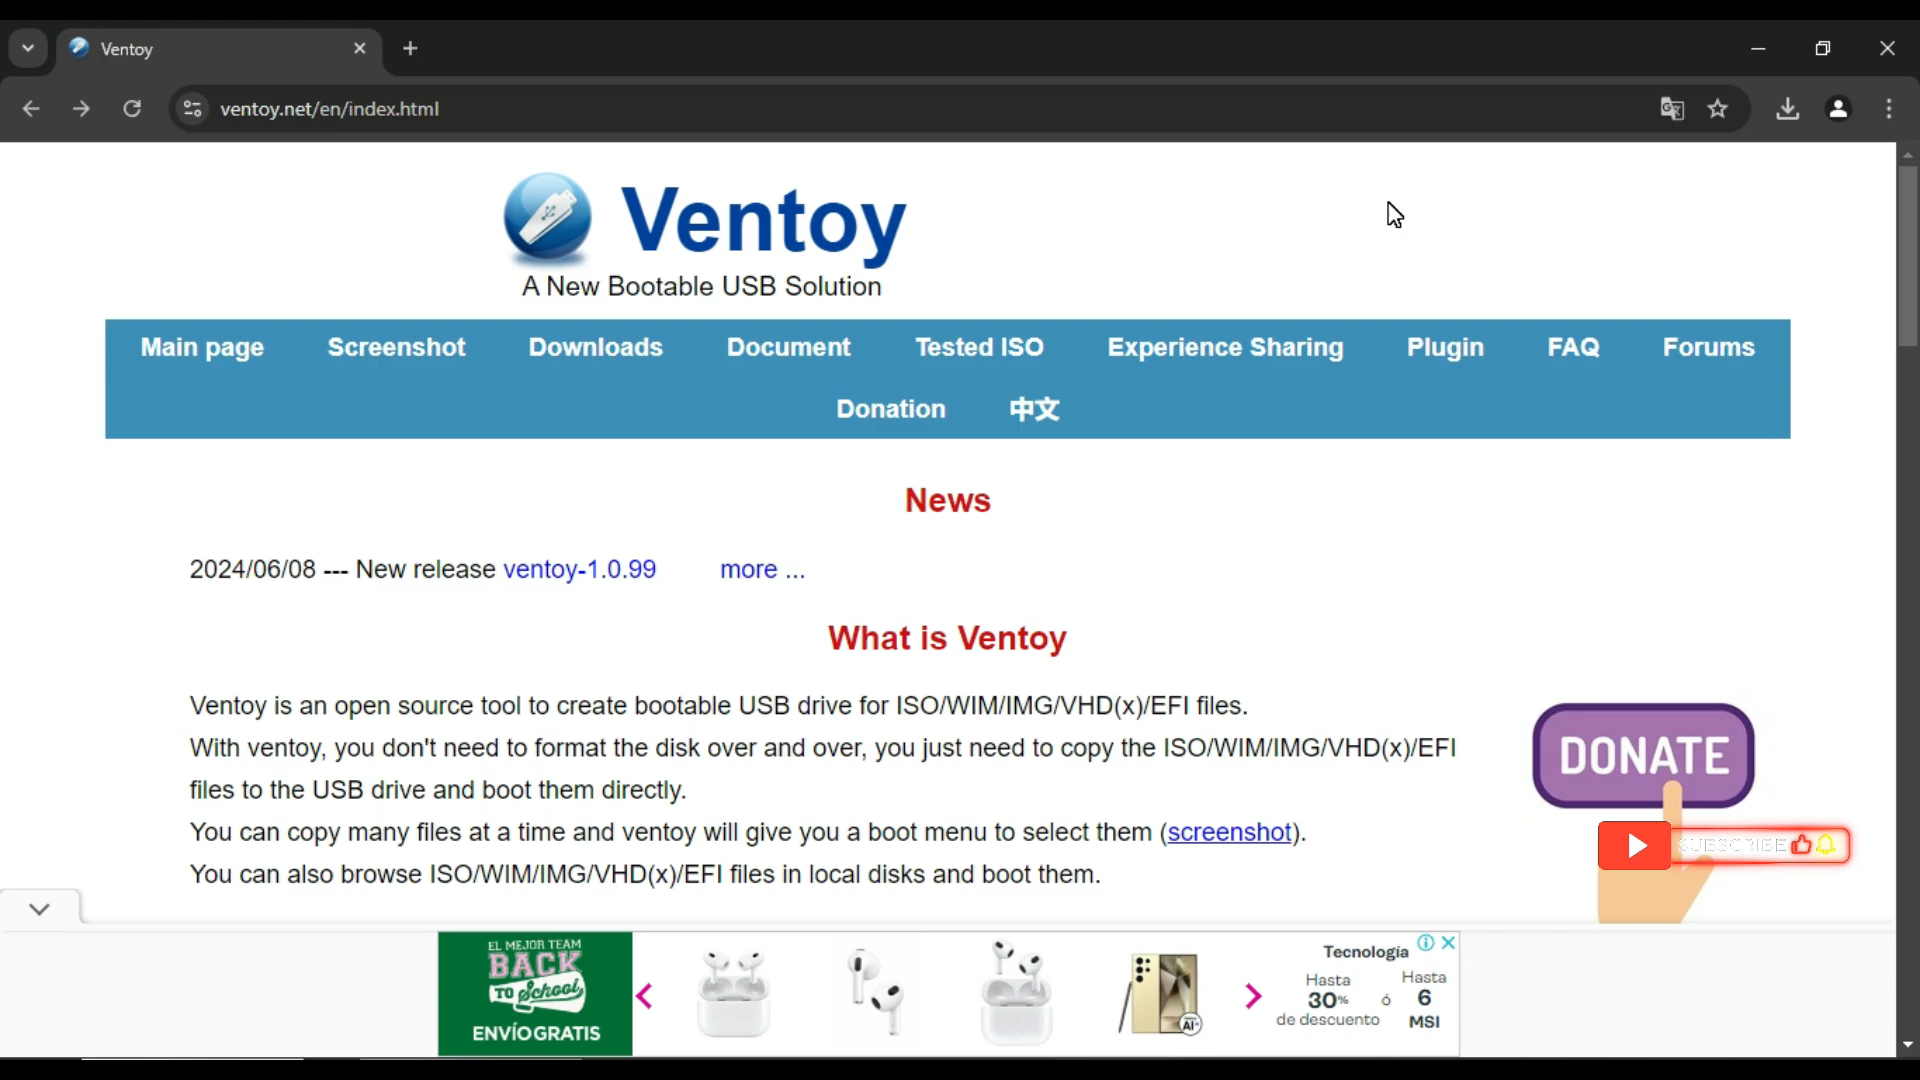 Ventoy
ventoy.net/en/index.html
Ventoy
A New Bootable USB Solution
Main page Screenshot Downloads Document Tested ISO Experience Sharing Plugin FAQ Forums
Donation 中文
News
2024/06/08 --- New release ventoy-1.0.99 more ...
What is Ventoy
Ventoy is an open source tool to create bootable USB drive for ISO/WIM/IMG/VHD(x)/EFI files.
With ventoy, you don't need to format the disk over and over, you just need to copy the ISO/WIM/IMG/VHD(x)/EFI
files to the USB drive and boot them directly.
You can copy many files at a time and ventoy will give you a boot menu to select them (screenshot).
You can also browse ISO/WIM/IMG/VHD(x)/EFI files in local disks and boot them.
DONATE
SUBSCRIBE
EL MEJOR TEAM
BACK
TO School
ENVÍO GRATIS
AI
Tecnología
Hasta
30%
de descuento
ó
Hasta
6
MSI